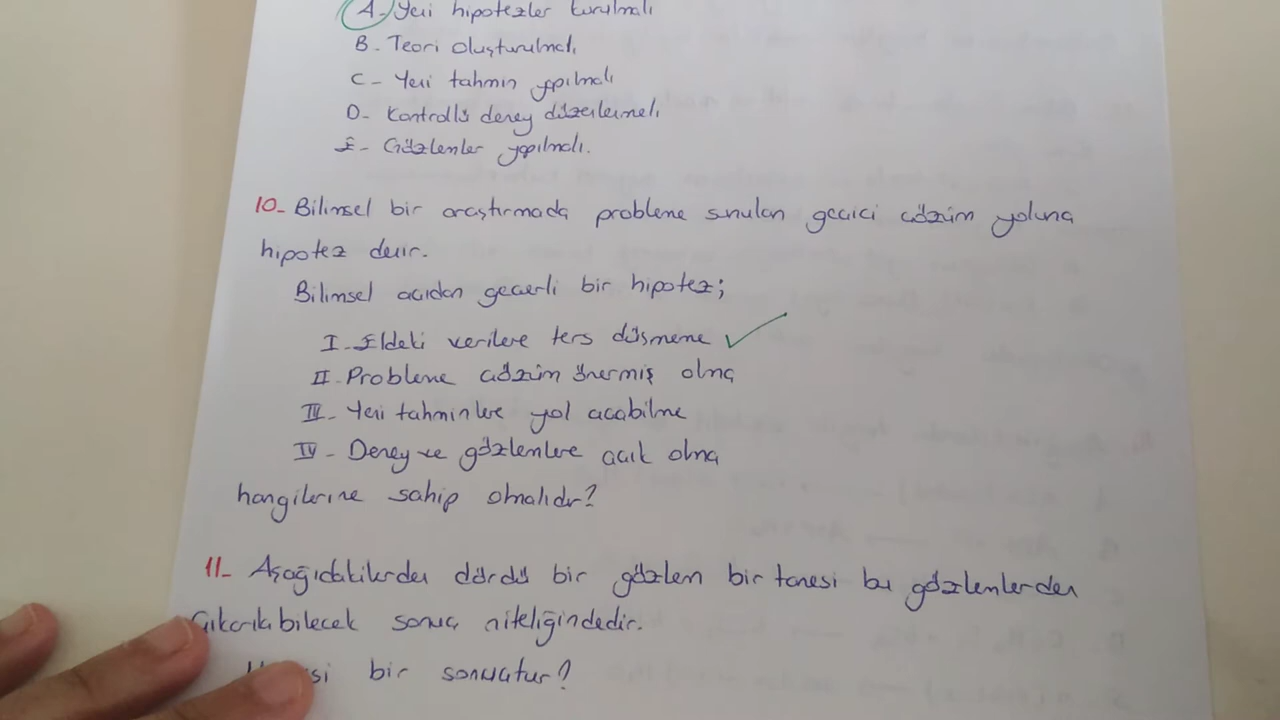 A- Yeni hipotezler kurulmalı
B- Teori oluşturulmalı
C- Yeni tahmin yapılmalı
D- Kontrollü deney düzenlenmeli
E- Gözlemler yapılmalı.
10- Bilimsel bir araştırmada probleme sunulan geçici çözüm yoluna
hipotez denir.
Bilimsel açıdan geçerli bir hipotez;
I- Eldeki verilere ters düşmeme ✓
II- Probleme çözüm önermiş olma
III- Yeni tahminlere yol açabilme
IV- Deney ve gözlemlere açık olma
hangilerine sahip olmalıdır?
11- Aşağıdakilerden dördü bir gözlem bir tanesi bu gözlemlerden
çıkarılabilecek sonuç niteliğindedir.
bir sonuçtur?